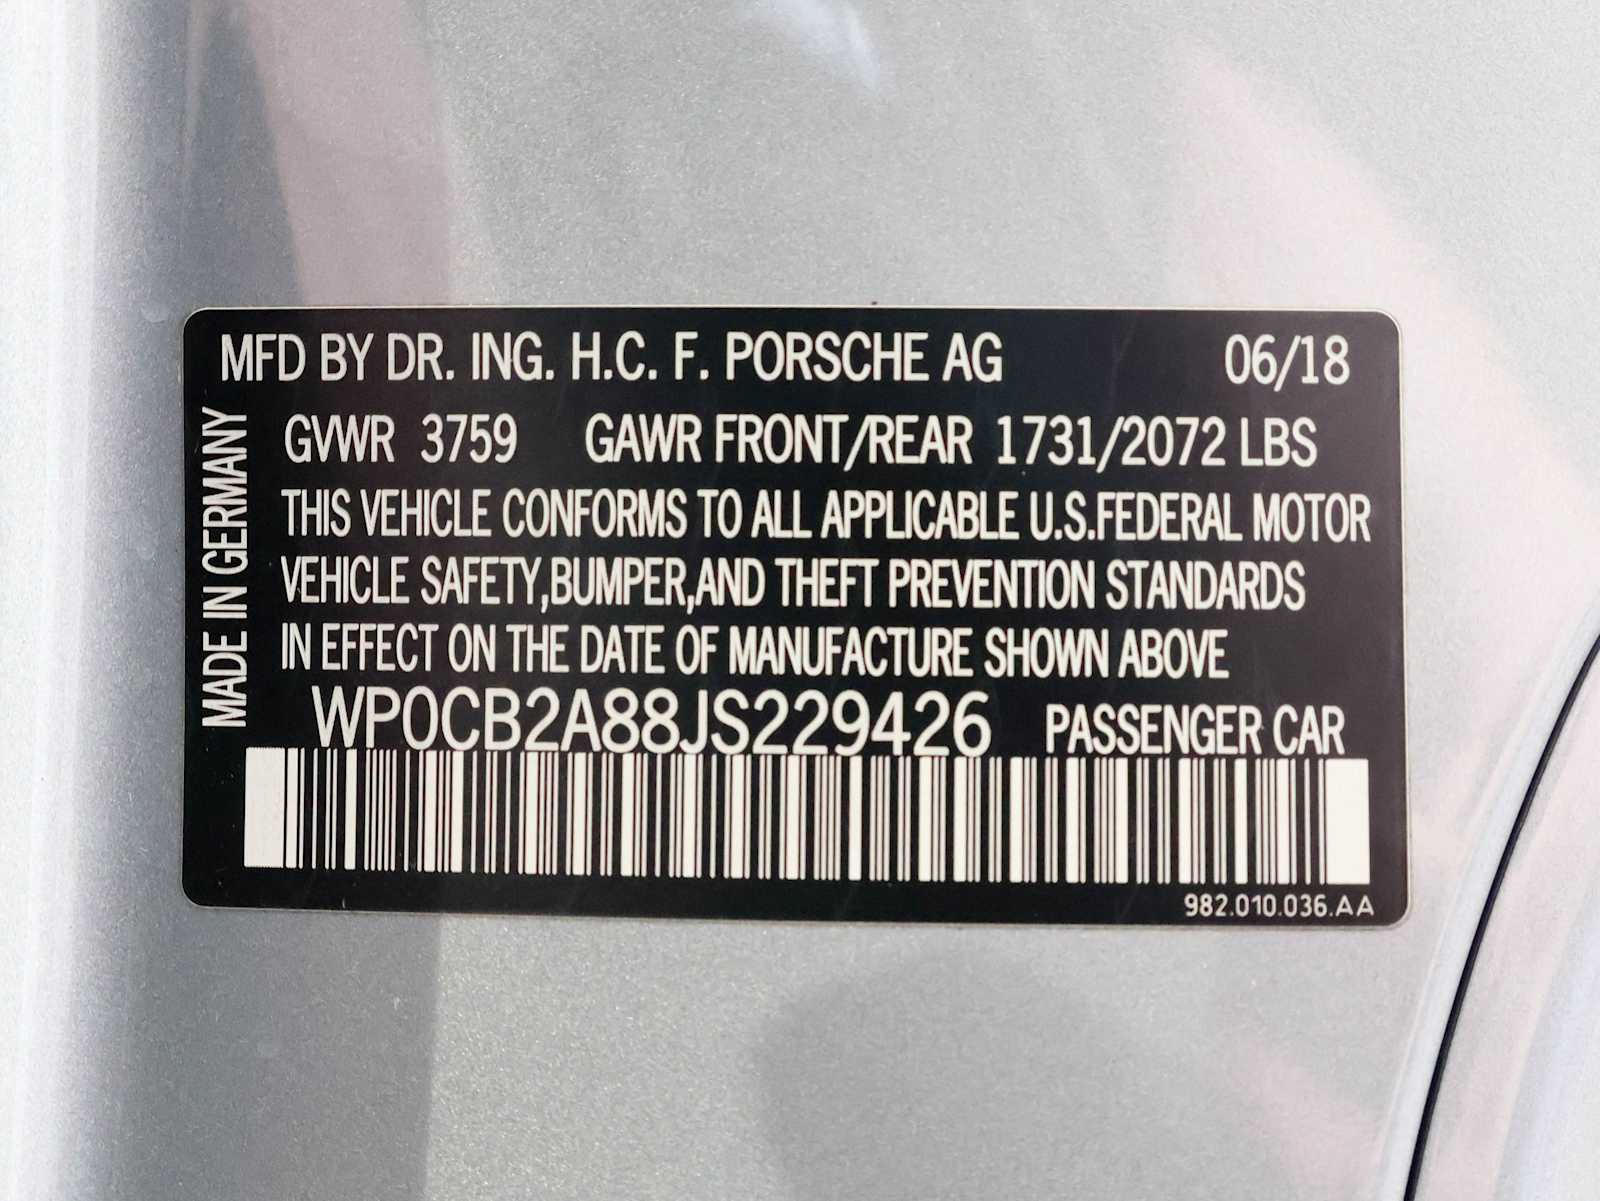 MFD BY DR. ING. H.C. F. PORSCHE AG 06/18
GVWR 3759 GAWR FRONT/REAR 1731/2072 LBS
THIS VEHICLE CONFORMS TO ALL APPLICABLE U.S.FEDERAL MOTOR
VEHICLE SAFETY,BUMPER,AND THEFT PREVENTION STANDARDS
IN EFFECT ON THE DATE OF MANUFACTURE SHOWN ABOVE
WP0CB2A88JS229426 PASSENGER CAR
982.010.036.AA
MADE IN GERMANY